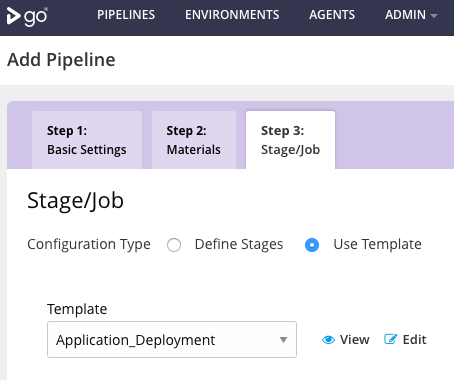 go PIPELINES ENVIRONMENTS AGENTS ADMIN
Add Pipeline
Step 1: Step 2: Step 3:
Basic Settings Materials Stage/Job
Stage/Job
Configuration Type Define Stages Use Template
Template
Application_Deployment View Edit